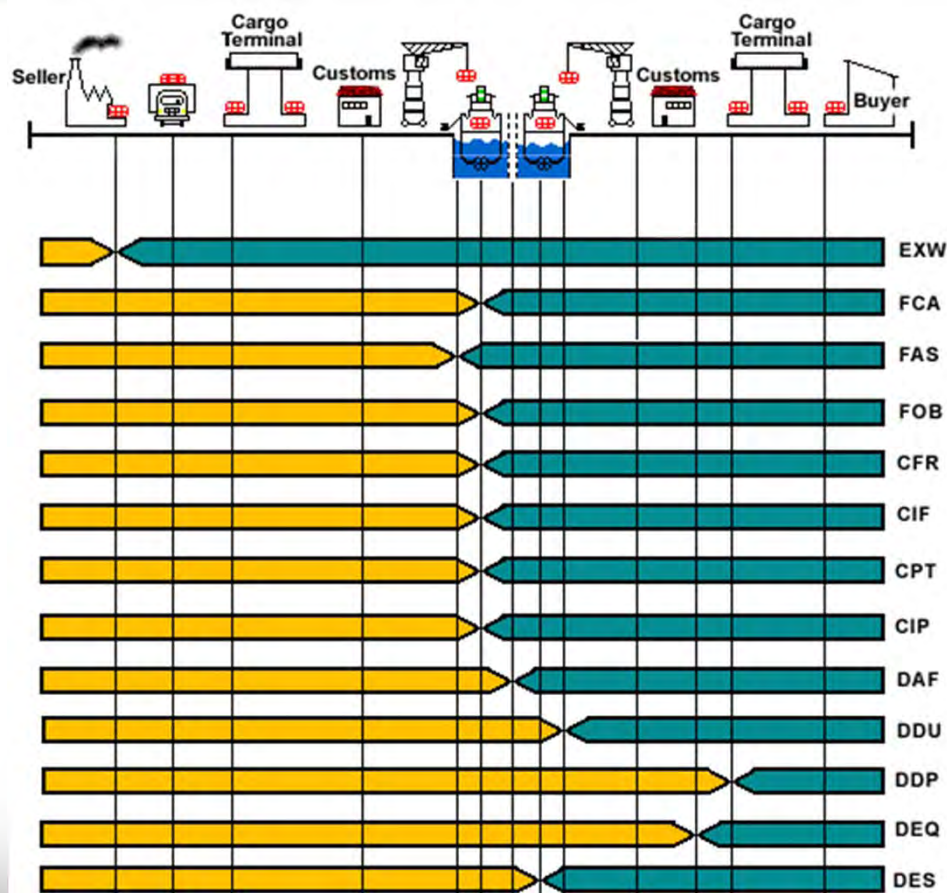 Cargo
Terminal
Cargo
Terminal
Seller
Customs
Customs
Buyer
EXW
FCA
FAS
FOB
CFR
CIF
CPT
CIP
DAF
DDU
DDP
DEQ
DES